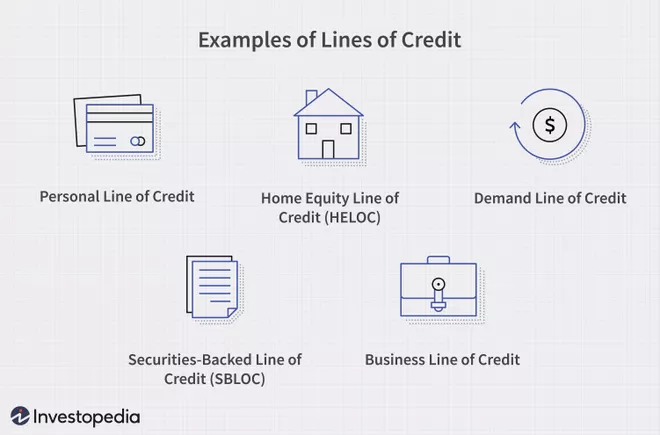 Examples of Lines of Credit
$
Personal Line of Credit
Home Equity Line of
Credit (HELOC)
Demand Line of Credit
Securities-Backed Line of
Credit (SBLOC)
Business Line of Credit
Investopedia